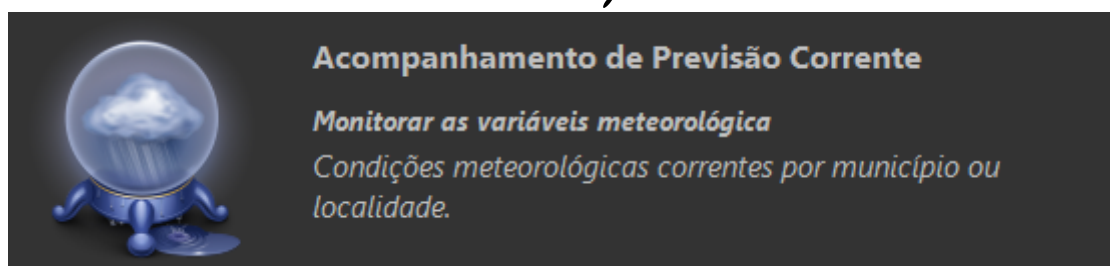 Acompanhamento de Previsão Corrente
Monitorar as variáveis meteorológica
Condições meteorológicas correntes por município ou
localidade.